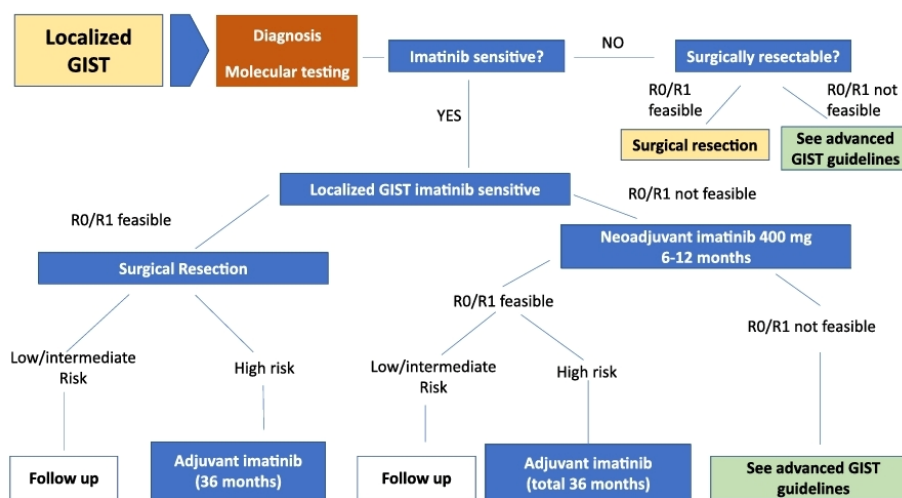 Localized
GIST
Diagnosis
Molecular testing
Imatinib sensitive?
NO
Surgically resectable?
YES
R0/R1
feasible
R0/R1 not
feasible
Surgical resection
See advanced
GIST guidelines
Localized GIST imatinib sensitive
R0/R1 feasible
R0/R1 not feasible
Surgical Resection
Neoadjuvant imatinib 400 mg
6-12 months
R0/R1 feasible
R0/R1 not feasible
Low/intermediate
Risk
High risk
Low/intermediate
Risk
High risk
Follow up
Adjuvant imatinib
(36 months)
Follow up
Adjuvant imatinib
(total 36 months)
See advanced GIST
guidelines